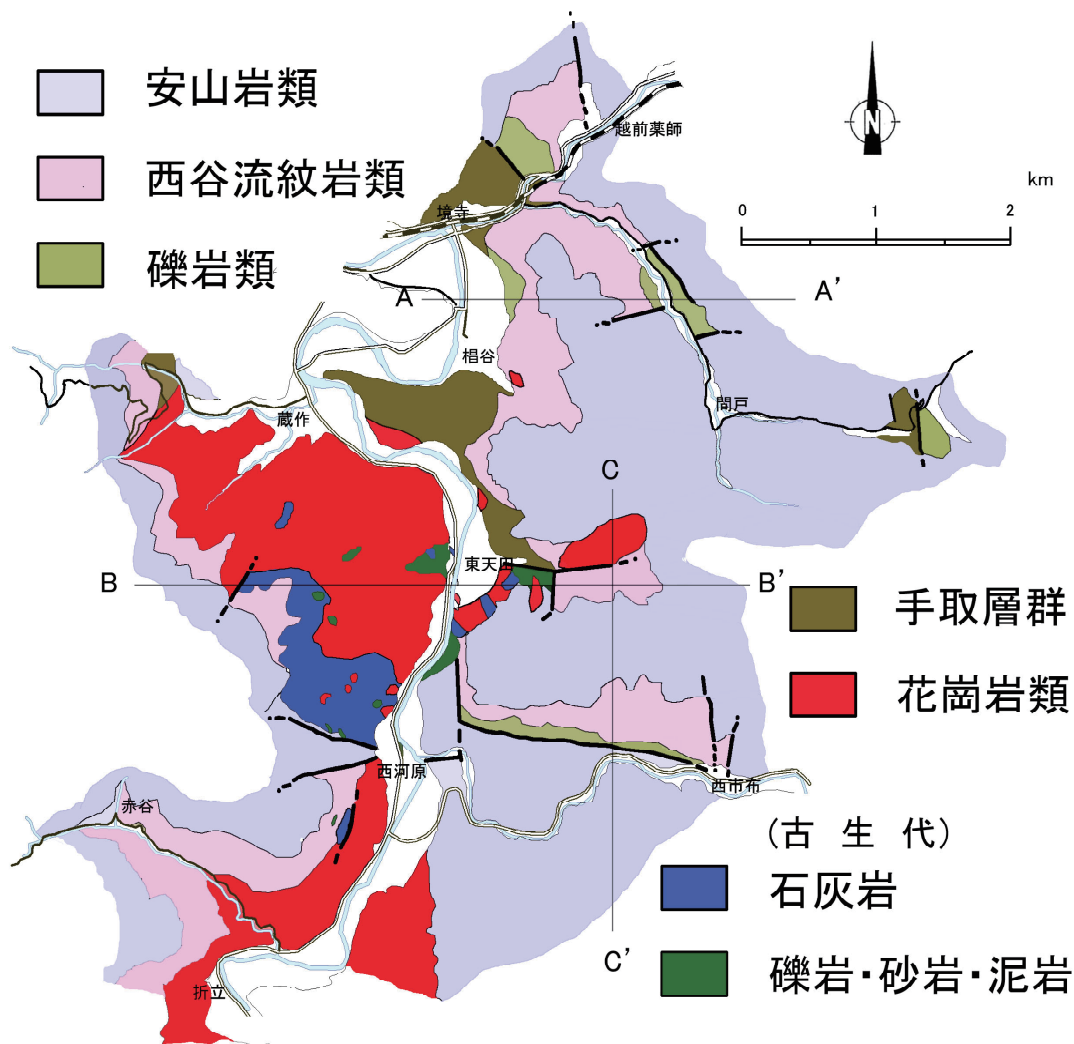 安山岩類
西谷流紋岩類
礫岩類
越前薬師
境寺
N
km
0 1 2
A A'
椙谷
蔵作
間戸
C
東天田
B B'
手取層群
花崗岩類
西河原
西市布
赤谷
(古生代)
石灰岩
C'
礫岩・砂岩・泥岩
折立